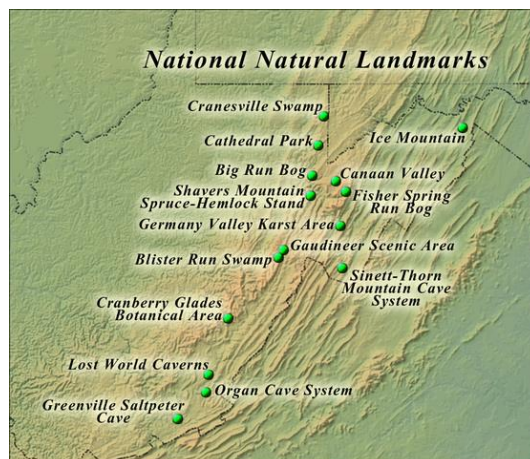 National Natural Landmarks
Cranesville Swamp
Ice Mountain
Cathedral Park
Big Run Bog
Canaan Valley
Shavers Mountain
Spruce-Hemlock Stand
Fisher Spring
Run Bog
Germany Valley Karst Area
Gaudineer Scenic Area
Blister Run Swamp
Sinett-Thorn
Mountain Cave
System
Cranberry Glades
Botanical Area
Lost World Caverns
Organ Cave System
Greenville Saltpeter
Cave